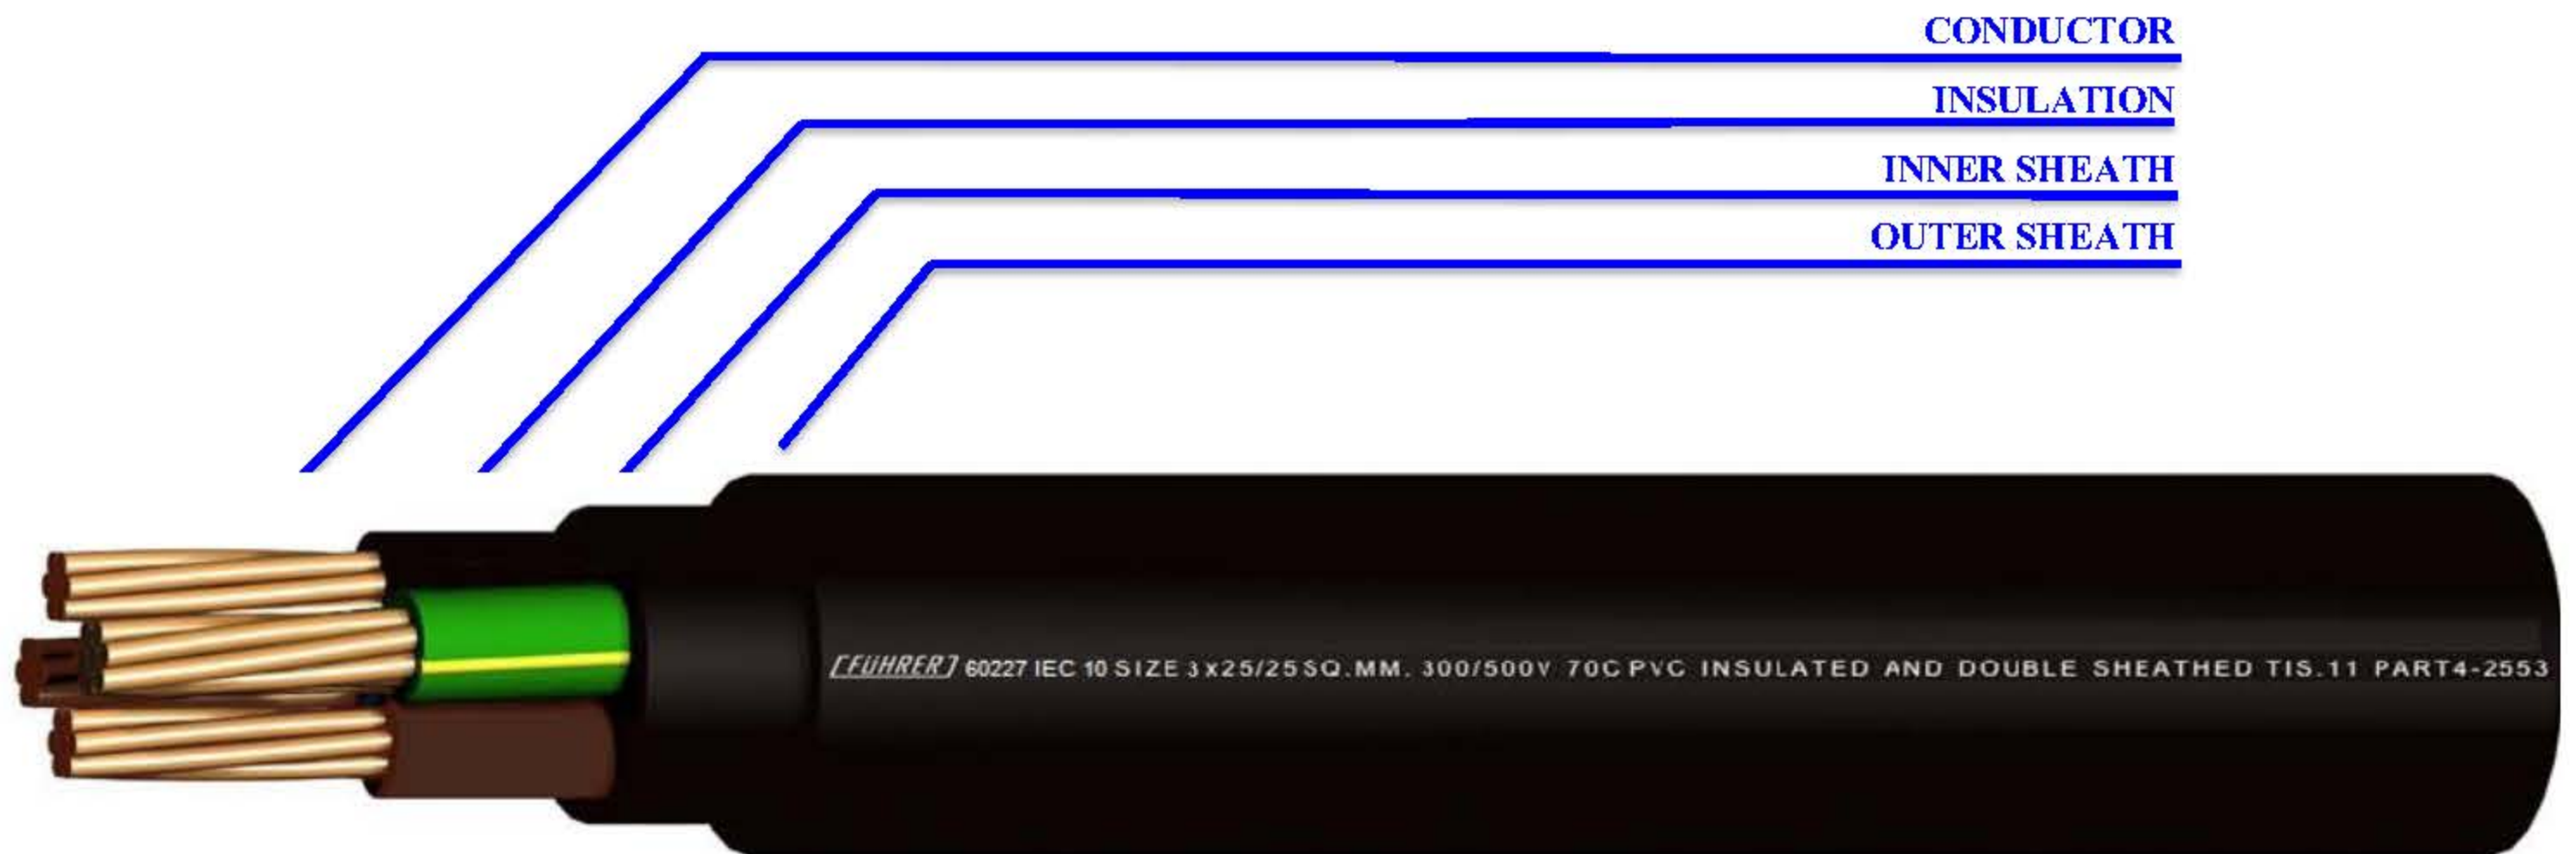 CONDUCTOR
INSULATION
INNER SHEATH
OUTER SHEATH
FÜHRER 60227 IEC 10 SIZE 3x25/25 SQ.MM. 300/500V 70C PVC INSULATED AND DOUBLE SHEATHED TIS.11 PART4-2553